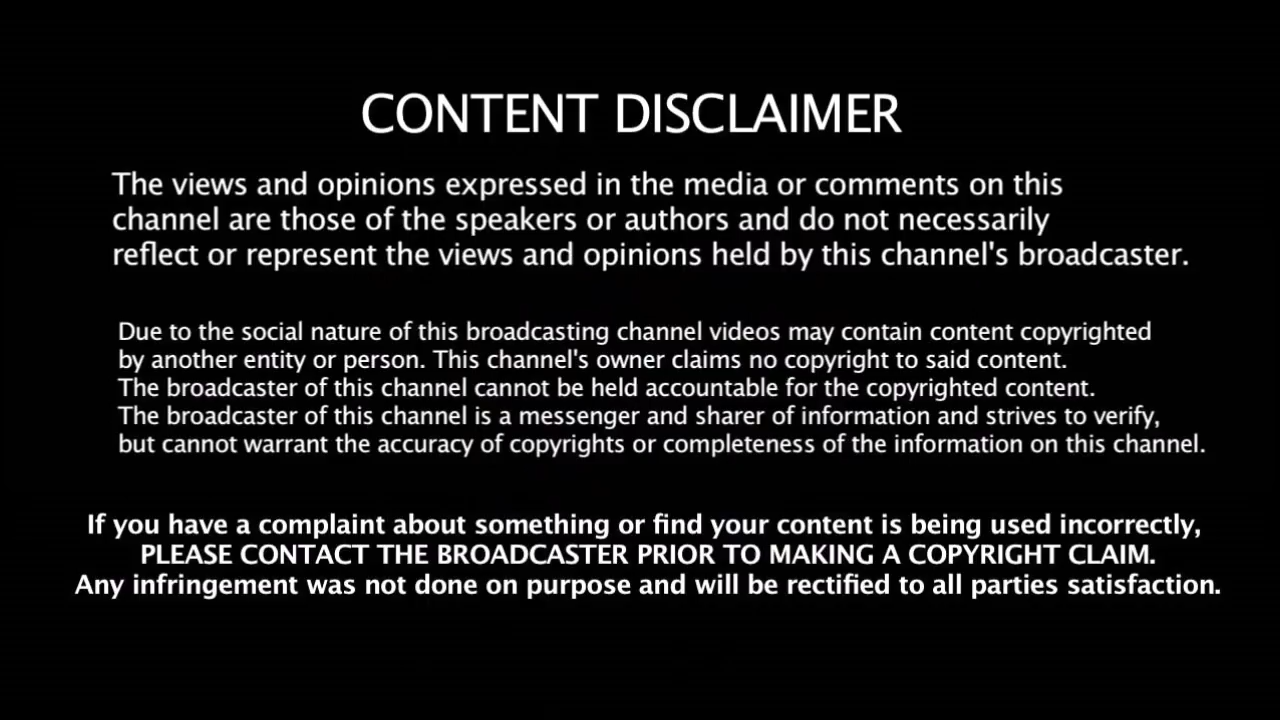 CONTENT DISCLAIMER
The views and opinions expressed in the media or comments on this
channel are those of the speakers or authors and do not necessarily
reflect or represent the views and opinions held by this channel's broadcaster.
Due to the social nature of this broadcasting channel videos may contain content copyrighted
by another entity or person. This channel's owner claims no copyright to said content.
The broadcaster of this channel cannot be held accountable for the copyrighted content.
The broadcaster of this channel is a messenger and sharer of information and strives to verify,
but cannot warrant the accuracy of copyrights or completeness of the information on this channel.
If you have a complaint about something or find your content is being used incorrectly,
PLEASE CONTACT THE BROADCASTER PRIOR TO MAKING A COPYRIGHT CLAIM.
Any infringement was not done on purpose and will be rectified to all parties satisfaction.